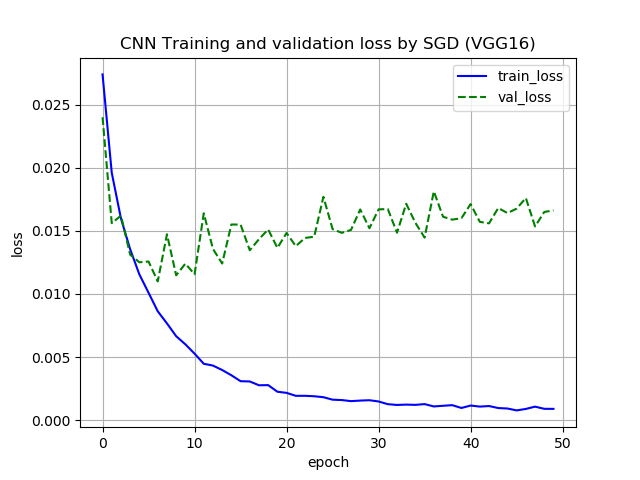 CNN Training and validation loss by SGD (VGG16)
train_loss
val_loss
loss
0.025
0.020
0.015
0.010
0.005
0.000
0 10 20 30 40 50
epoch